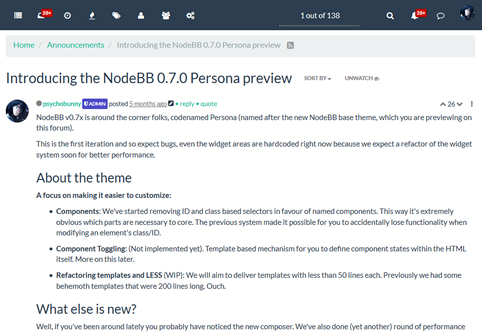 20+
1 out of 138
20+
Home / Announcements / Introducing the NodeBB 0.7.0 Persona preview
Introducing the NodeBB 0.7.0 Persona preview SORT BY UNWATCH
psychobunny ADMIN posted 5 months ago • reply • quote 26
NodeBB v0.7x is around the corner folks, codenamed Persona (named after the new NodeBB base theme, which you are previewing on
this forum).
This is the first iteration and so expect bugs, even the widget areas are hardcoded right now because we expect a refactor of the widget
system soon for better performance.
About the theme
A focus on making it easier to customize:
• Components: We've started removing ID and class based selectors in favour of named components. This way it's extremely
obvious which parts are necessary to core. The previous system made it possible for you to accidentally lose functionality when
modifying an element's class/ID.
• Component Toggling: (Not implemented yet). Template based mechanism for you to define component states within the HTML
itself. More on this later.
• Refactoring templates and LESS (WIP): We will aim to deliver templates with less than 50 lines each. Previously we had some
behemoth templates that were 200 lines long. Ouch.
What else is new?
Well, if you've been around lately you probably have noticed the new composer. We've also done (yet another) round of performance